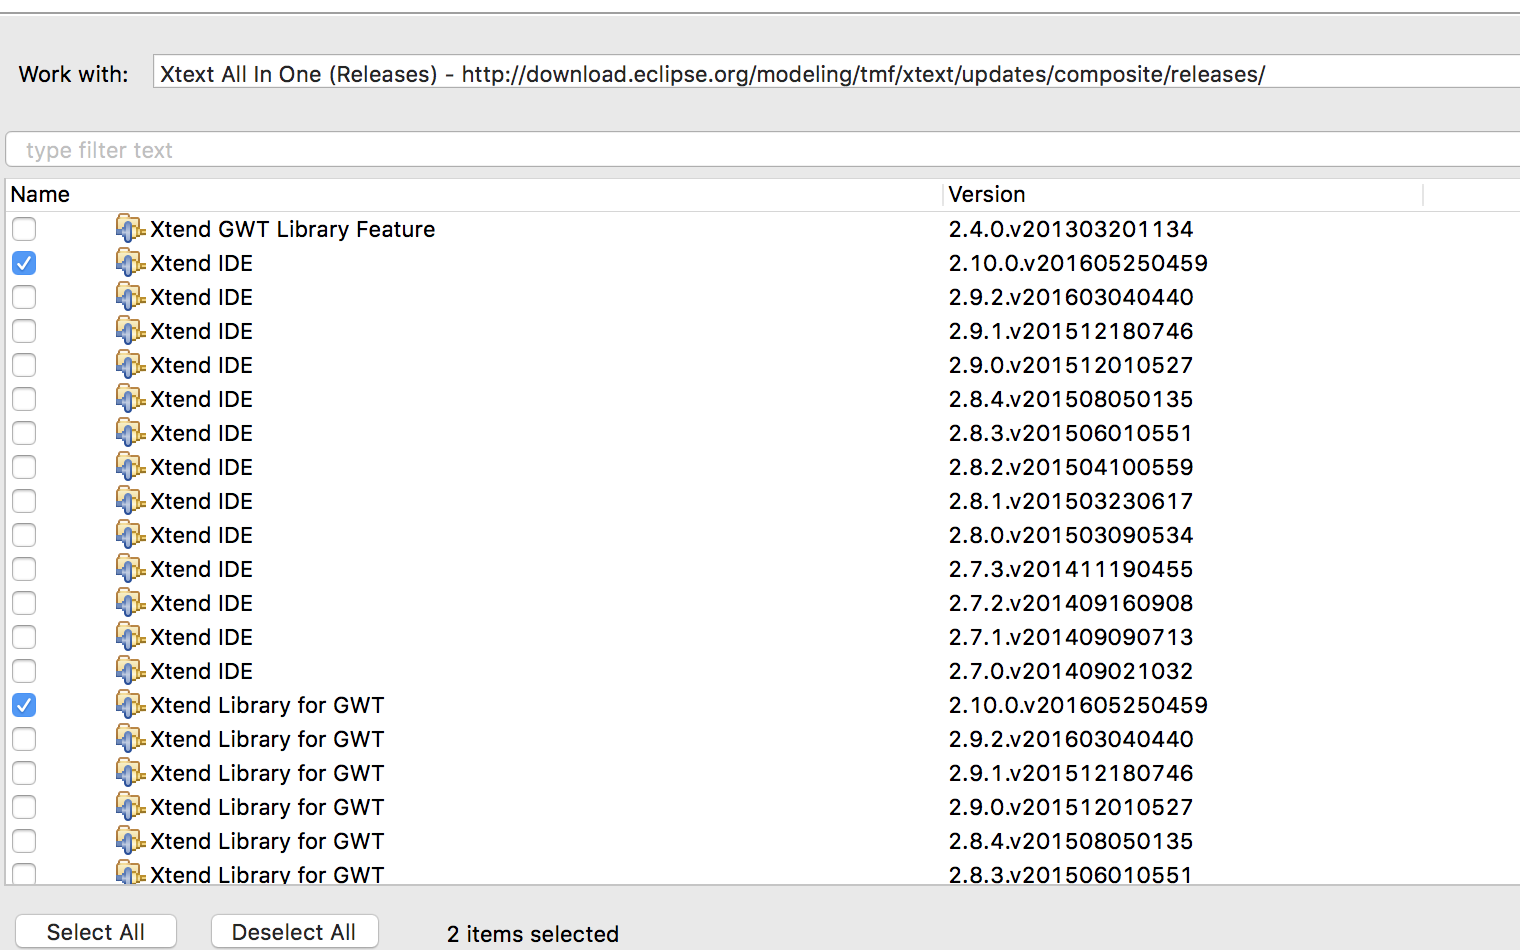 Work with: Xtext All In One (Releases) - http://download.eclipse.org/modeling/tmf/xtext/updates/composite/releases/
type filter text
Name Version
Xtend GWT Library Feature 2.4.0.v201303201134
Xtend IDE 2.10.0.v201605250459
Xtend IDE 2.9.2.v201603040440
Xtend IDE 2.9.1.v201512180746
Xtend IDE 2.9.0.v201512010527
Xtend IDE 2.8.4.v201508050135
Xtend IDE 2.8.3.v201506010551
Xtend IDE 2.8.2.v201504100559
Xtend IDE 2.8.1.v201503230617
Xtend IDE 2.8.0.v201503090534
Xtend IDE 2.7.3.v201411190455
Xtend IDE 2.7.2.v201409160908
Xtend IDE 2.7.1.v201409090713
Xtend IDE 2.7.0.v201409021032
Xtend Library for GWT 2.10.0.v201605250459
Xtend Library for GWT 2.9.2.v201603040440
Xtend Library for GWT 2.9.1.v201512180746
Xtend Library for GWT 2.9.0.v201512010527
Xtend Library for GWT 2.8.4.v201508050135
Xtend Library for GWT 2.8.3.v201506010551
Select All Deselect All 2 items selected